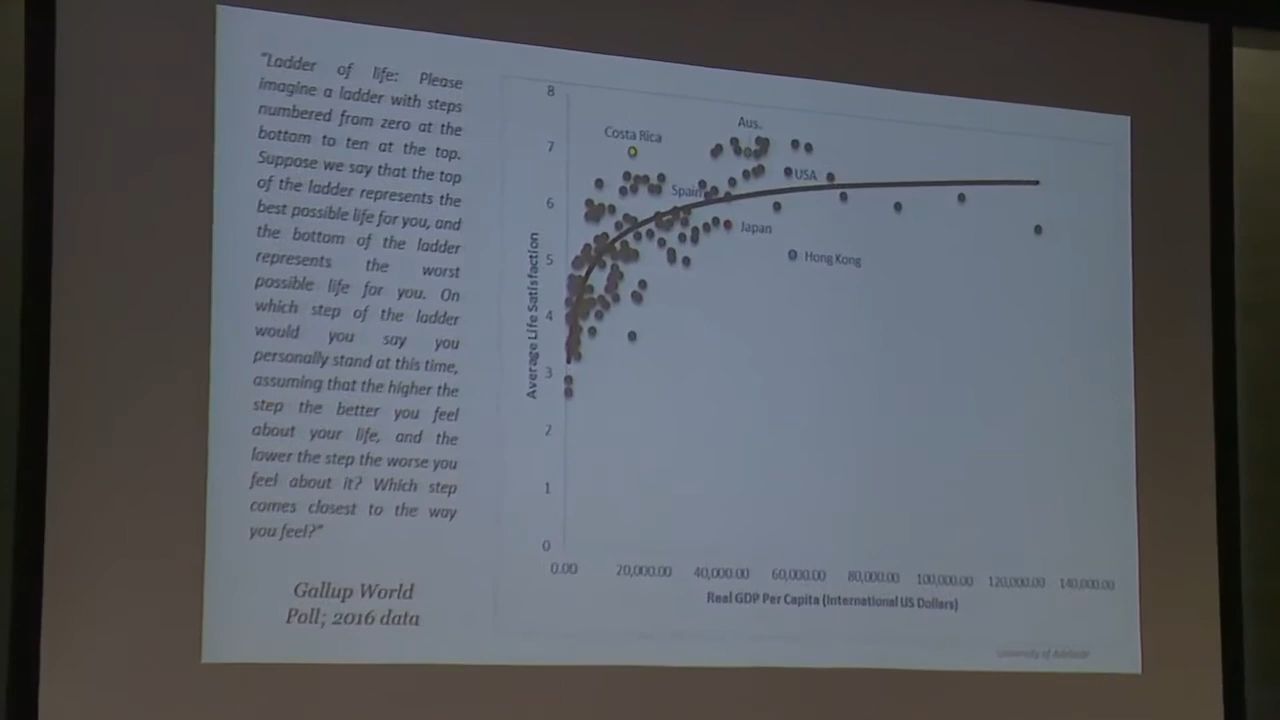 "Ladder of life: Please
imagine a ladder with steps
numbered from zero at the
bottom to ten at the top.
Suppose we say that the top
of the ladder represents the
best possible life for you, and
the bottom of the ladder
represents the worst
possible life for you. On
which step of the ladder
would you say you
personally stand at this time,
assuming that the higher the
step the better you feel
about your life, and the
lower the step the worse you
feel about it? Which step
comes closest to the way
you feel?"
Gallup World
Poll; 2016 data
Average Life Satisfaction
8
7
6
5
4
3
2
1
0
Costa Rica
Aus.
USA
Spain
Japan
Hong Kong
0.00 20,000.00 40,000.00 60,000.00 80,000.00 100,000.00 120,000.00 140,000.00
Real GDP Per Capita (International US Dollars)
University of Adelaide